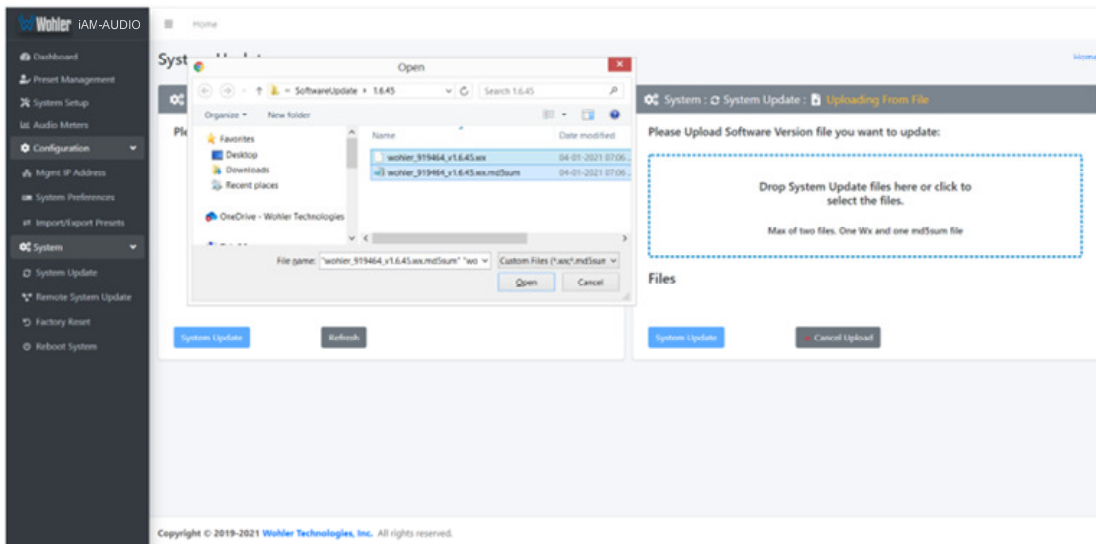 Wohler iAM-AUDIO
Home
Dashboard
Preset Management
System Setup
Audio Meters
Configuration
Mgmt IP Address
System Preferences
Import/Export Presets
System
System Update
Remote System Update
Factory Reset
Reboot System
Syst
Home
Open
SoftwareUpdate 1.6.45
Search 1.6.45
Organize
New folder
Favorites
Desktop
Downloads
Recent places
OneDrive - Wohler Technologies
Name
Date modified
wohler_919464_v1.6.45.wx
04-01-2021 07:06
wohler_919464_v1.6.45.wx.md5sum
04-01-2021 07:06
File name:
"wohler_919464_v1.6.45.wx.md5sum" "wo
Custom Files (*.wx;*.md5sum
Open
Cancel
System Update
Refresh
System : System Update : Uploading From File
Please Upload Software Version file you want to update:
Drop System Update files here or click to
select the files.
Max of two files. One Wx and one md5sum file
Files
System Update
Cancel Upload
Copyright © 2019-2021 Wohler Technologies, Inc. All rights reserved.